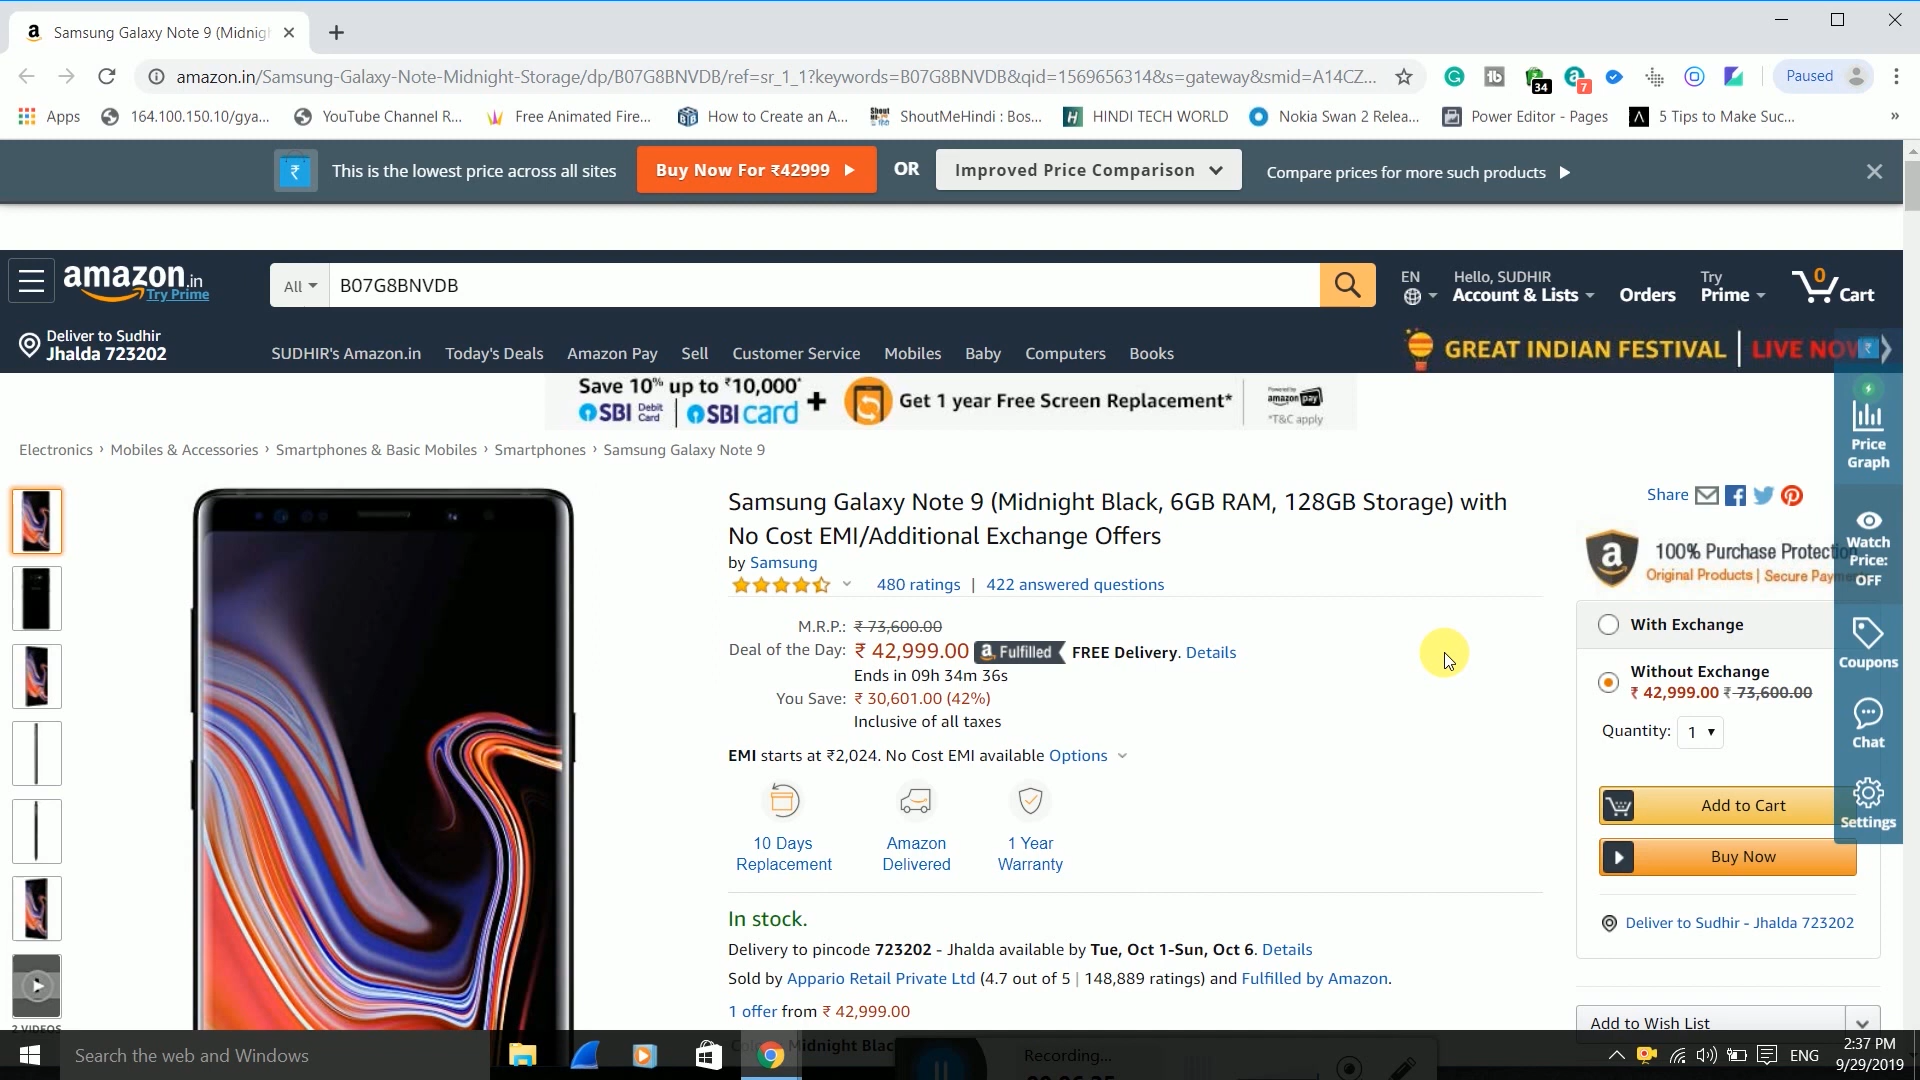 Samsung Galaxy Note 9 (Midnigh
amazon.in/Samsung-Galaxy-Note-Midnight-Storage/dp/B07G8BNVDB/ref=sr_1_1?keywords=B07G8BNVDB&qid=1569656314&s=gateway&smid=A14CZ...
34
7
Paused
Apps
164.100.150.10/gya...
YouTube Channel R...
Free Animated Fire...
How to Create an A...
ShoutMeHindi : Bos...
HINDI TECH WORLD
Nokia Swan 2 Relea...
Power Editor - Pages
5 Tips to Make Suc...
»
This is the lowest price across all sites
Buy Now For ₹42999
OR
Improved Price Comparison
Compare prices for more such products
amazon.in
Try Prime
All
B07G8BNVDB
EN
Hello, SUDHIR
Account & Lists
Orders
Try
Prime
0
Cart
Deliver to Sudhir
Jhalda 723202
SUDHIR's Amazon.in
Today's Deals
Amazon Pay
Sell
Customer Service
Mobiles
Baby
Computers
Books
GREAT INDIAN FESTIVAL
LIVE NOW
Save 10% up to ₹10,000*
SBI Debit Card
SBI card
+
Get 1 year Free Screen Replacement*
Powered by
amazon pay
*T&C apply
Electronics › Mobiles & Accessories › Smartphones & Basic Mobiles › Smartphones › Samsung Galaxy Note 9
Samsung Galaxy Note 9 (Midnight Black, 6GB RAM, 128GB Storage) with
No Cost EMI/Additional Exchange Offers
by Samsung
480 ratings | 422 answered questions
M.R.P.: ₹ 73,600.00
Deal of the Day: ₹ 42,999.00 Fulfilled FREE Delivery. Details
Ends in 09h 34m 36s
You Save: ₹ 30,601.00 (42%)
Inclusive of all taxes
EMI starts at ₹2,024. No Cost EMI available Options
10 Days
Replacement
Amazon
Delivered
1 Year
Warranty
In stock.
Delivery to pincode 723202 - Jhalda available by Tue, Oct 1-Sun, Oct 6. Details
Sold by Appario Retail Private Ltd (4.7 out of 5 | 148,889 ratings) and Fulfilled by Amazon.
1 offer from ₹ 42,999.00
Midnight Blac
2 VIDEOS
Share
100% Purchase Protectio
Original Products | Secure Payme
With Exchange
Without Exchange
₹ 42,999.00 ₹ 73,600.00
Quantity: 1
Add to Cart
Buy Now
Deliver to Sudhir - Jhalda 723202
Add to Wish List
Price
Graph
Watch
Price:
OFF
Coupons
Chat
Settings
Search the web and Windows
Recording...
ENG
2:37 PM
9/29/2019